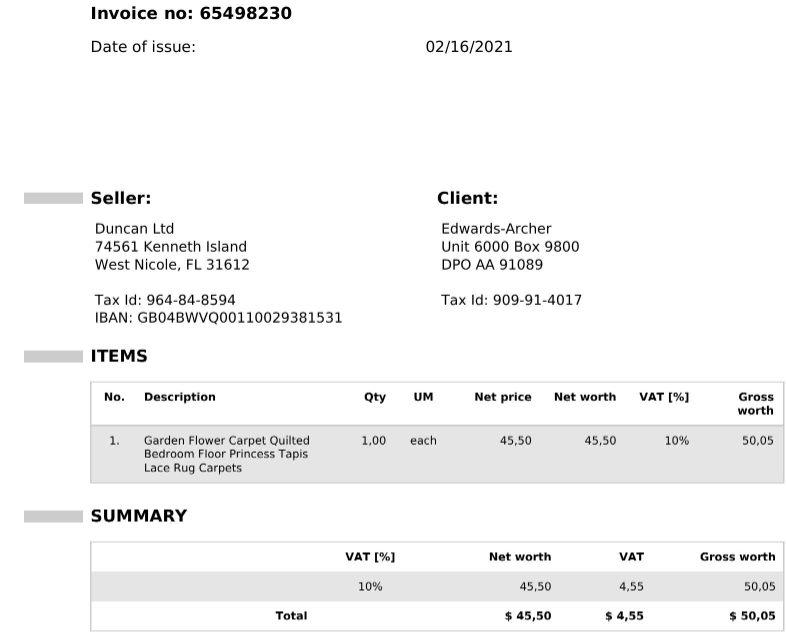 Invoice no: 65498230
Date of issue: 02/16/2021
Seller: Client:
Duncan Ltd Edwards-Archer
74561 Kenneth Island Unit 6000 Box 9800
West Nicole, FL 31612 DPO AA 91089
Tax Id: 964-84-8594 Tax Id: 909-91-4017
IBAN: GB04BWVQ00110029381531
ITEMS
No. Description Qty UM Net price Net worth VAT [%] Gross
worth
1. Garden Flower Carpet Quilted 1,00 each 45,50 45,50 10% 50,05
Bedroom Floor Princess Tapis
Lace Rug Carpets
SUMMARY
VAT [%] Net worth VAT Gross worth
10% 45,50 4,55 50,05
Total $ 45,50 $ 4,55 $ 50,05